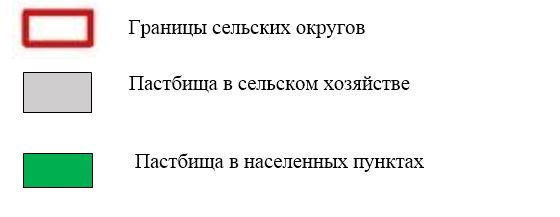 Границы сельских округов
Пастбища в сельском хозяйстве
Пастбища в населенных пунктах